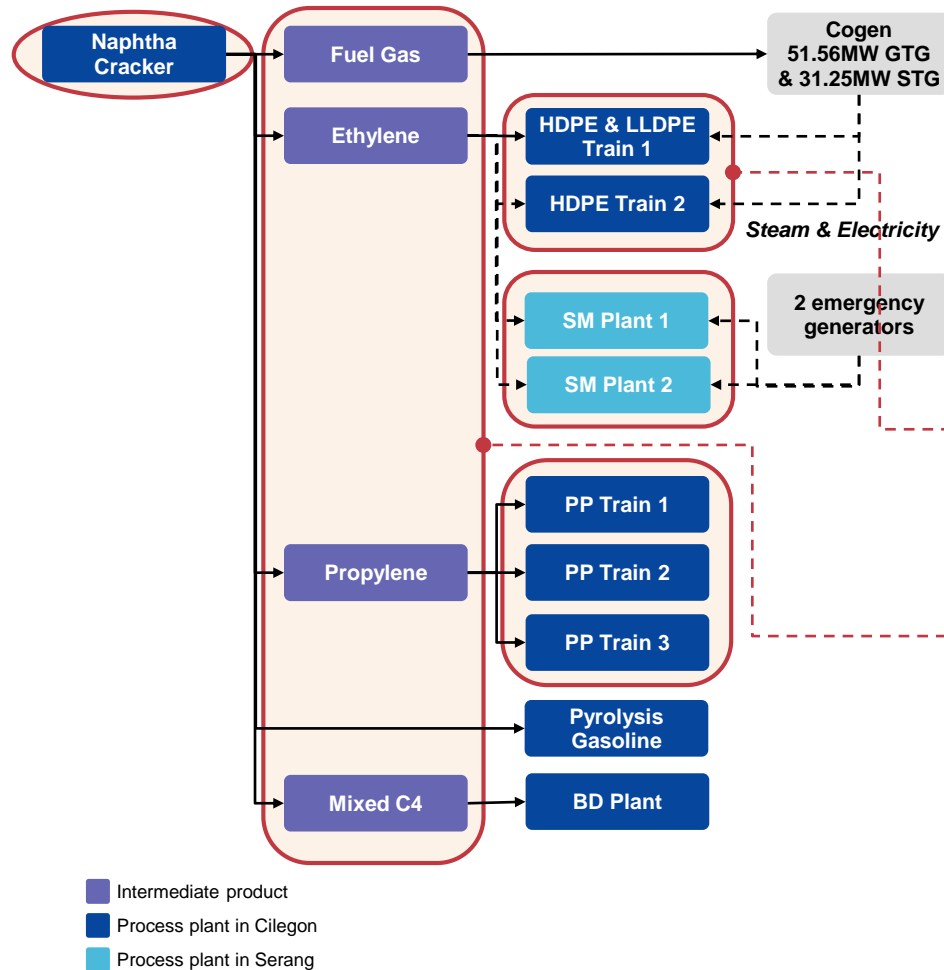 Naphtha
Cracker
Fuel Gas
Cogen
51.56MW GTG
& 31.25MW STG
Ethylene
HDPE & LLDPE
Train 1
HDPE Train 2
Steam & Electricity
SM Plant 1
2 emergency
generators
SM Plant 2
PP Train 1
Propylene
PP Train 2
PP Train 3
Pyrolysis
Gasoline
Mixed C4
BD Plant
Intermediate product
Process plant in Cilegon
Process plant in Serang